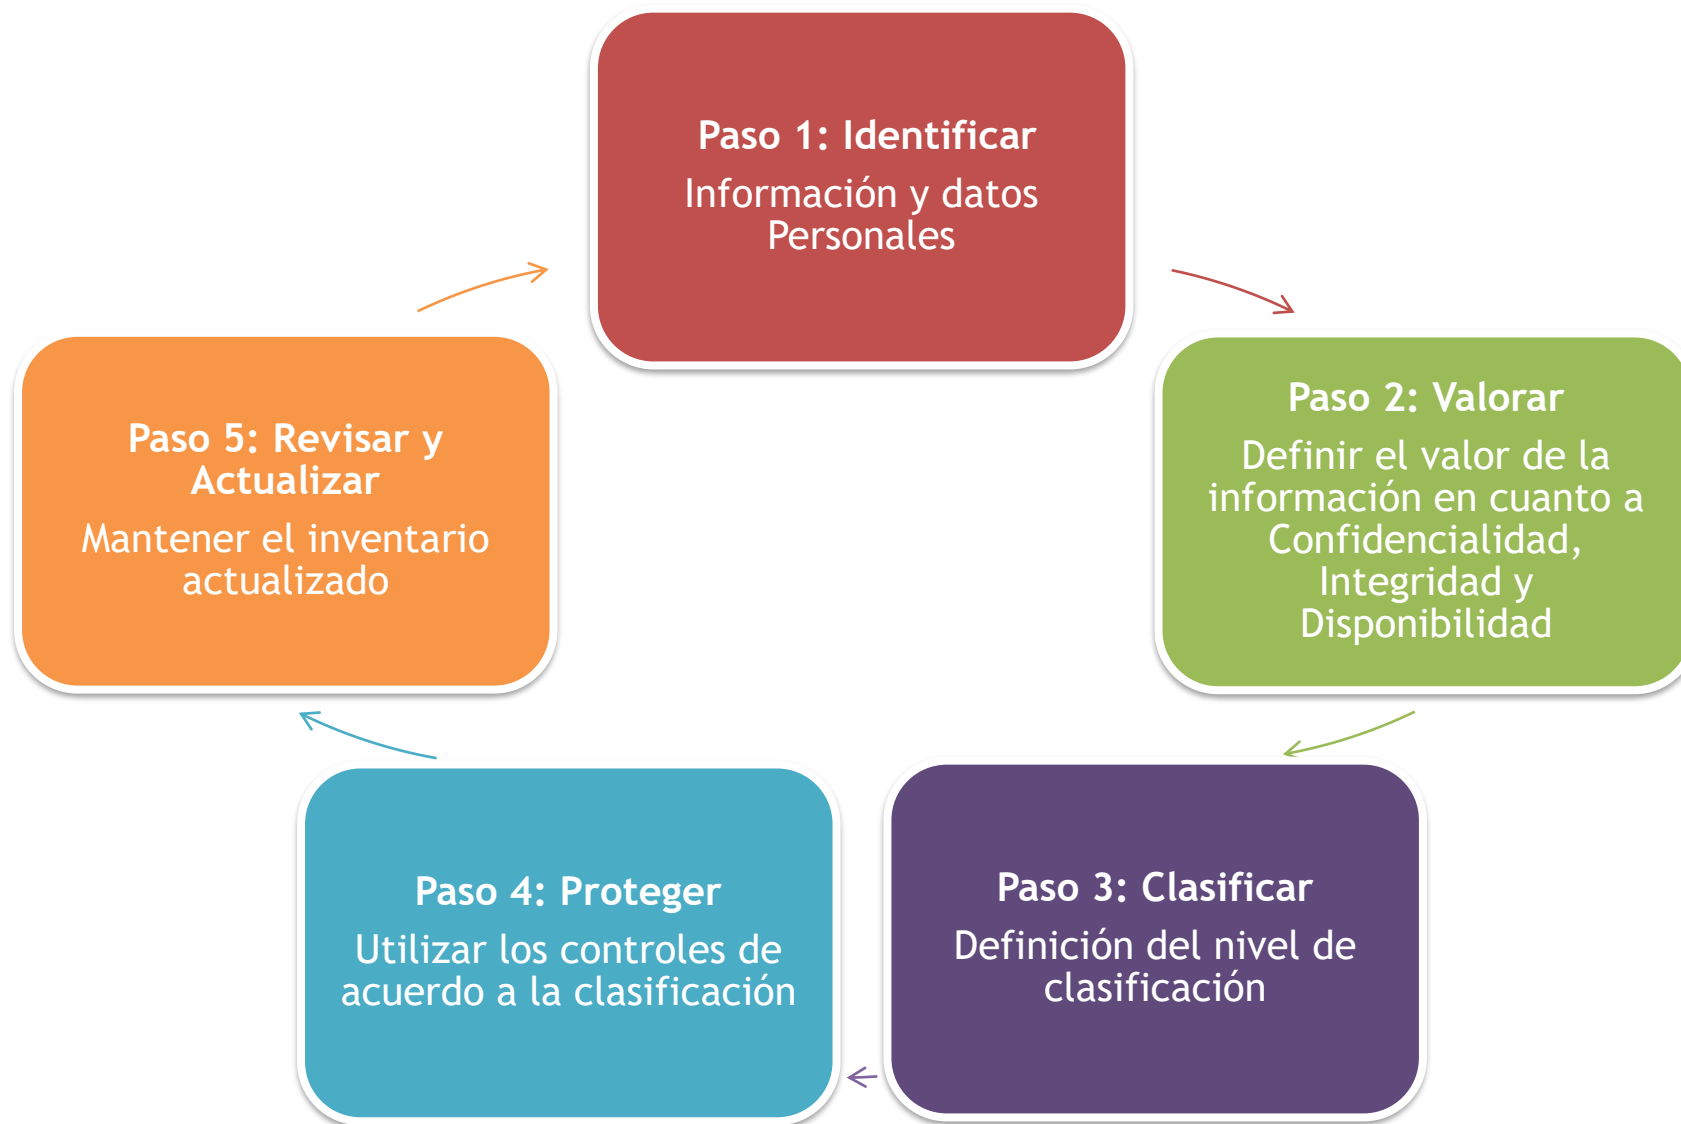 Paso 1: Identificar
Información y datos
Personales
Paso 2: Valorar
Definir el valor de la
información en cuanto a
Confidencialidad,
Integridad y
Disponibilidad
Paso 3: Clasificar
Definición del nivel de
clasificación
Paso 4: Proteger
Utilizar los controles de
acuerdo a la clasificación
Paso 5: Revisar y
Actualizar
Mantener el inventario
actualizado